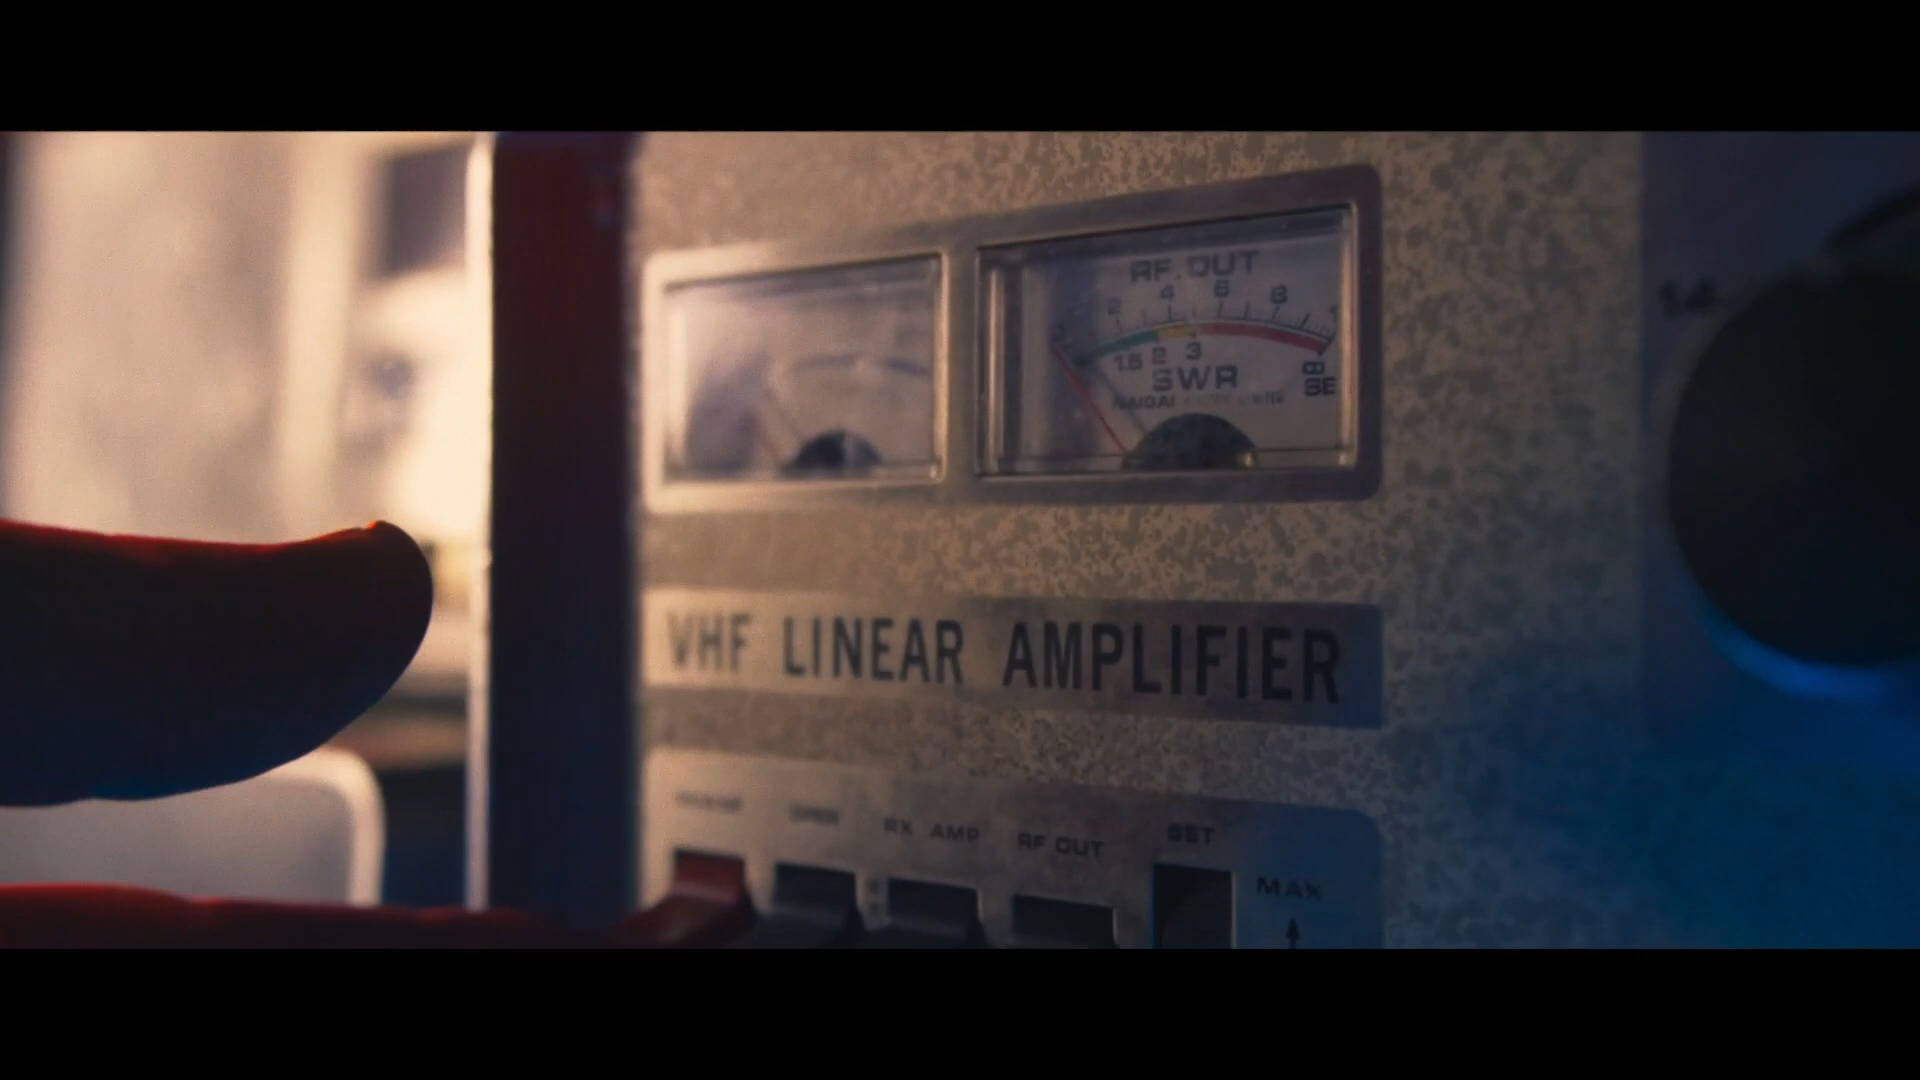 RF. OUT
2 4 6 8
1.5 2 3 ∞
SWR
SE
VHF LINEAR AMPLIFIER
RX AMP RF OUT SET
MAX